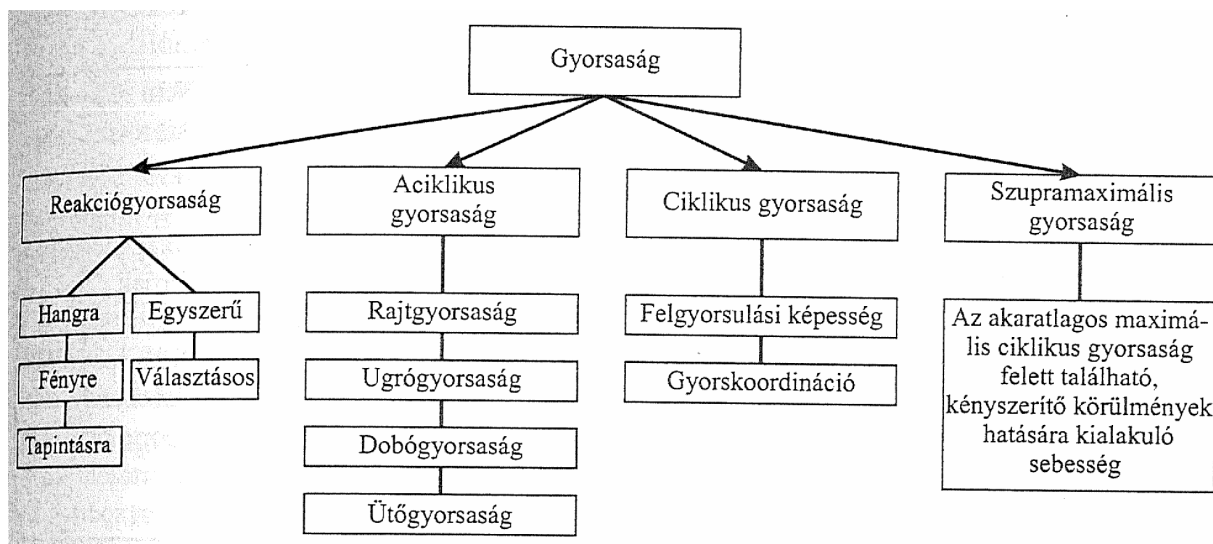 Gyorsaság
Reakciógyorsaság
Hangra
Fényre
Tapintásra
Egyszerű
Választásos
Aciklikus
gyorsaság
Rajtgyorsaság
Ugrógyorsaság
Dobógyorsaság
Ütőgyorsaság
Ciklikus gyorsaság
Felgyorsulási képesség
Gyorskoordináció
Szupramaximális
gyorsaság
Az akaratlagos maximá-
lis ciklikus gyorsaság
felett található,
kényszerítő körülmények
hatására kialakuló
sebesség